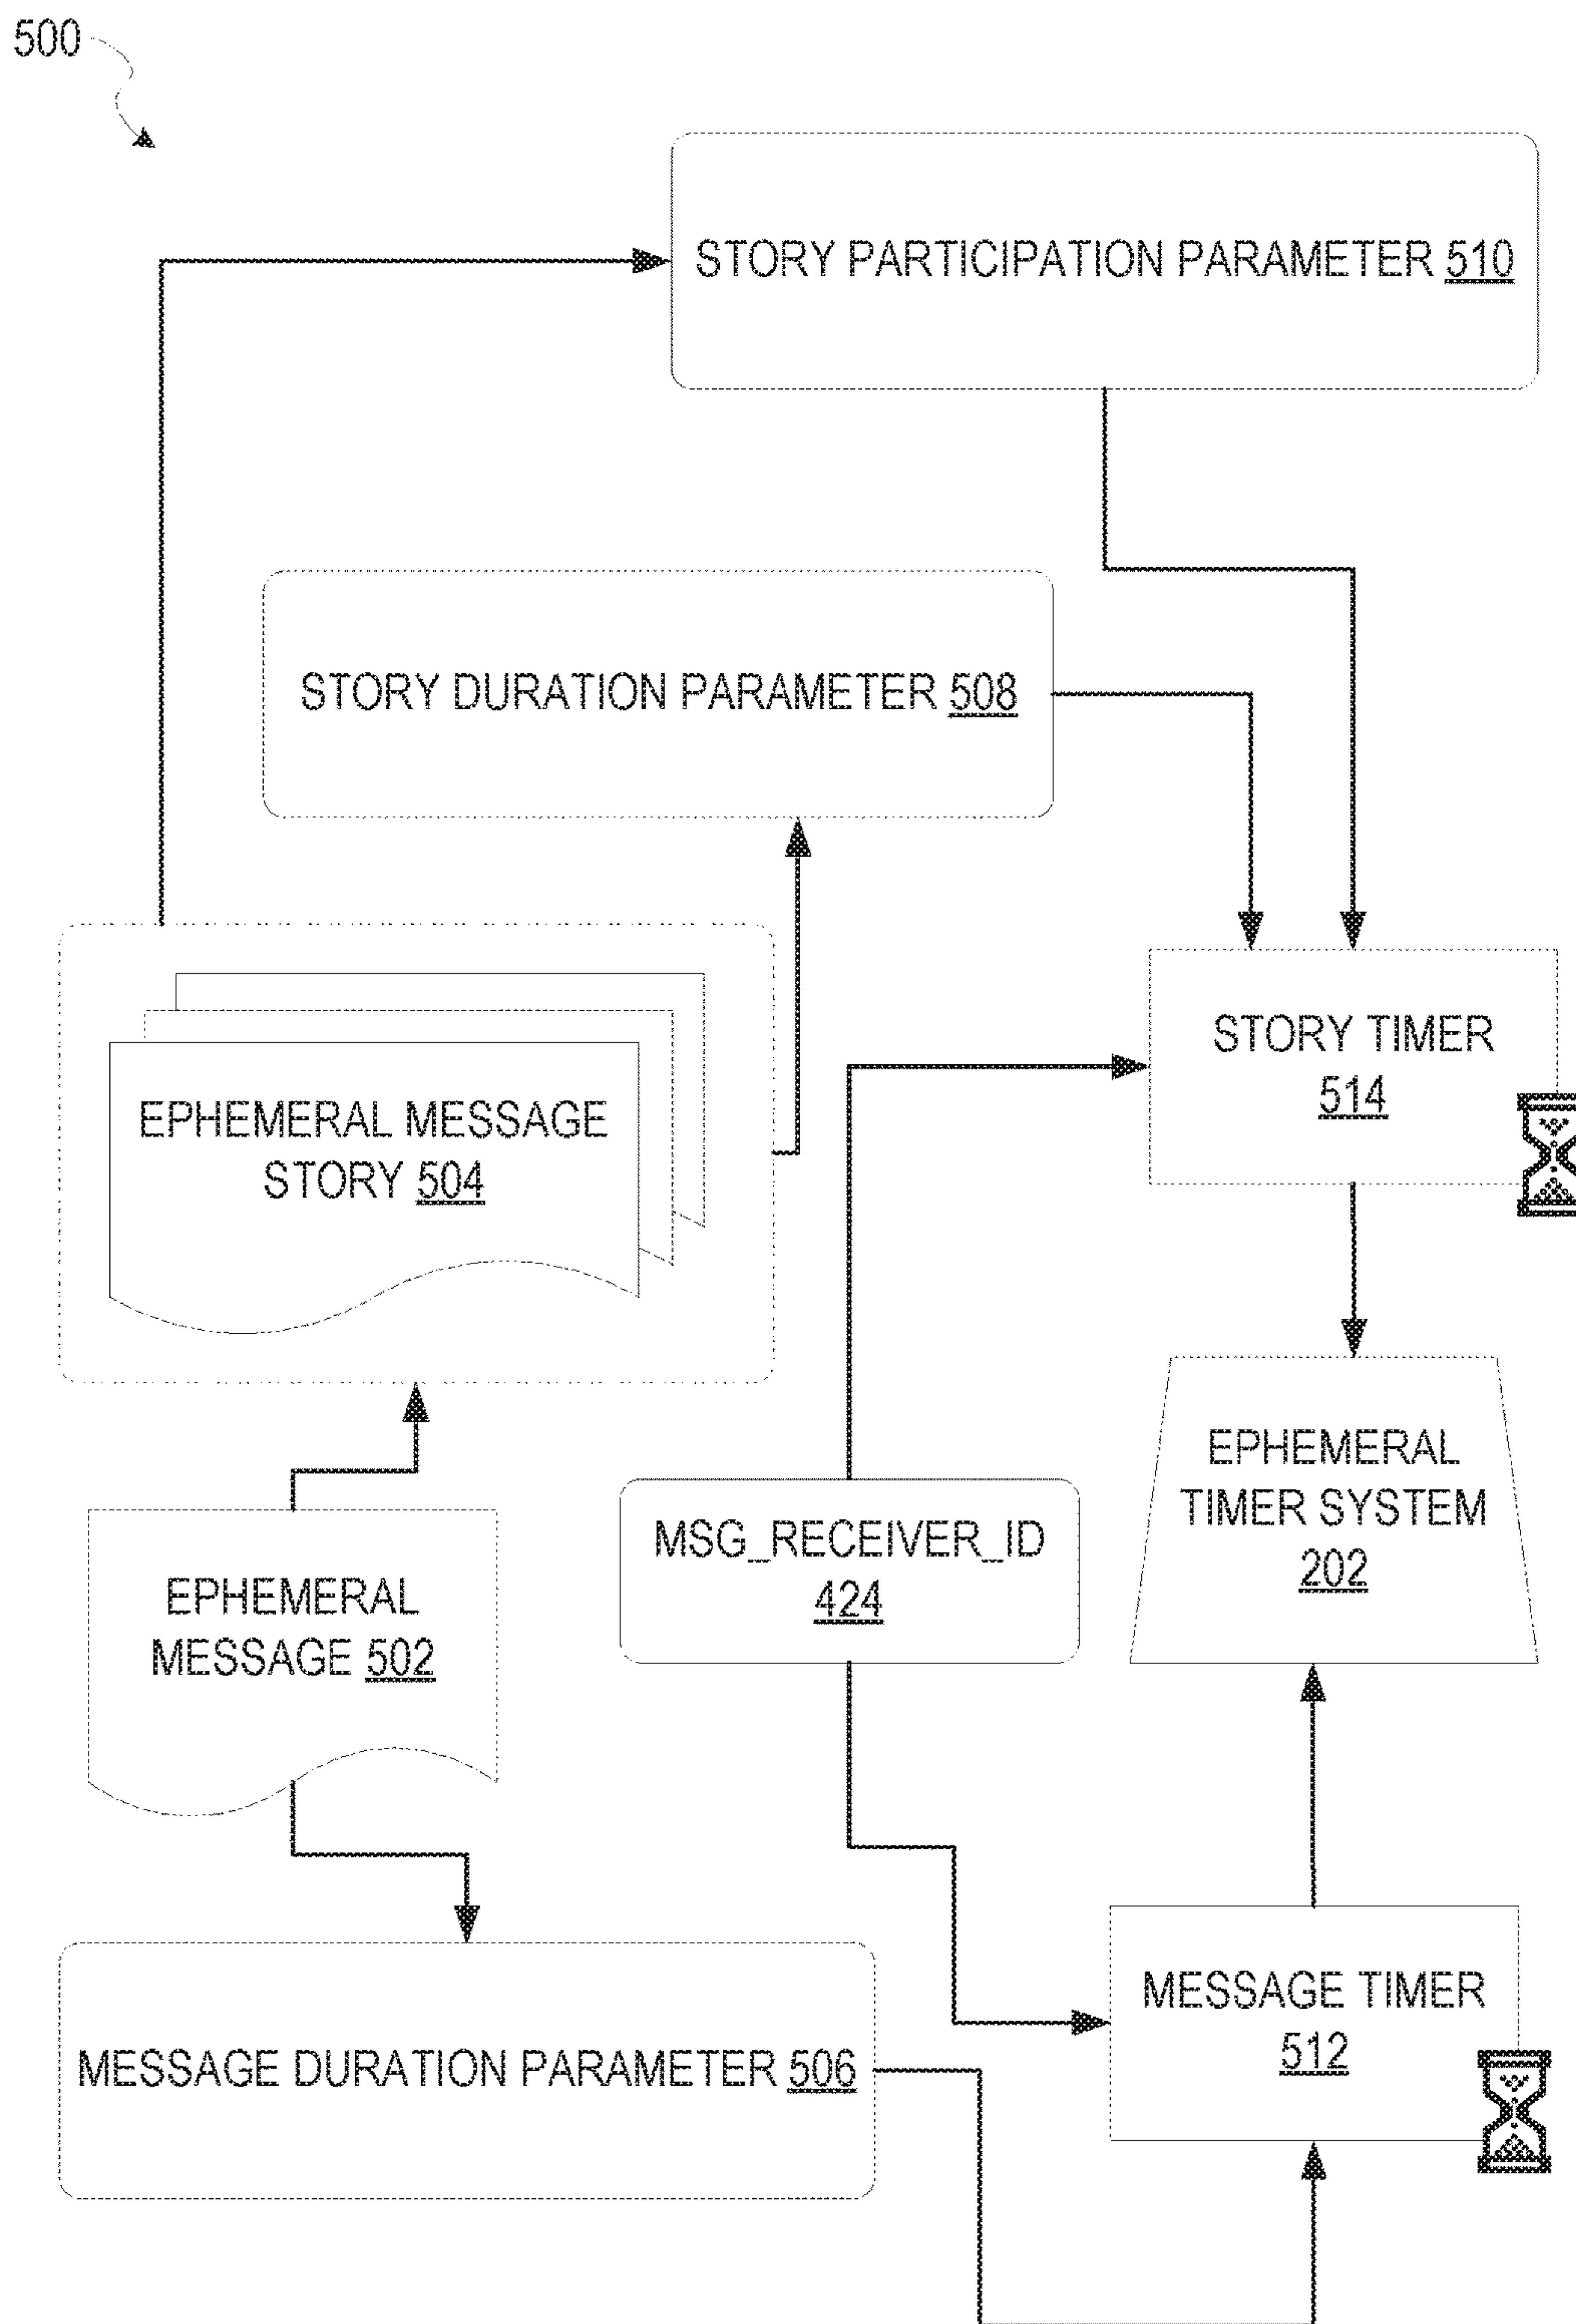 500
STORY PARTICIPATION PARAMETER 510
STORY DURATION PARAMETER 508
STORY TIMER
514
EPHEMERAL MESSAGE
STORY 504
EPHEMERAL
TIMER SYSTEM
202
MSG_RECEIVER_ID
424
EPHEMERAL
MESSAGE 502
MESSAGE TIMER
512
MESSAGE DURATION PARAMETER 506